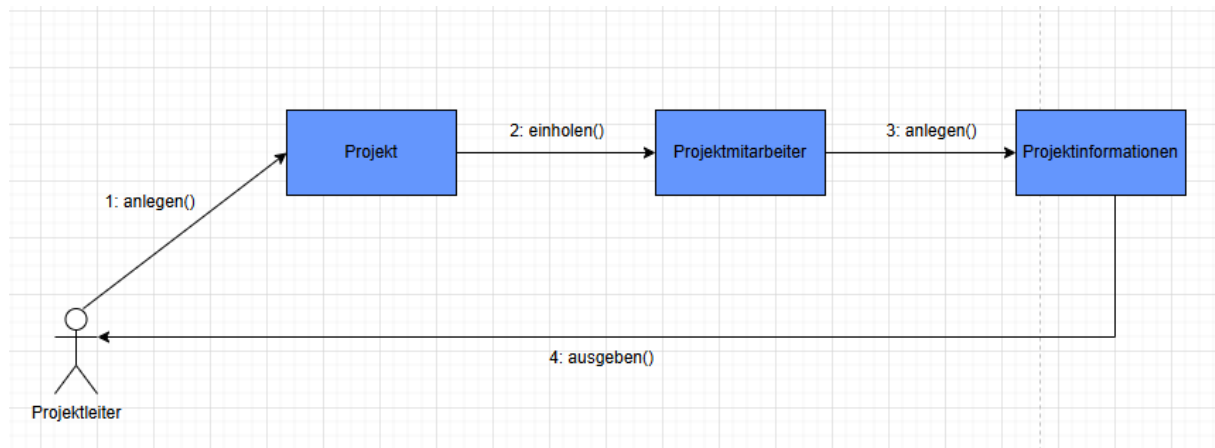 2: einholen()
3: anlegen()
Projekt
Projektmitarbeiter
Projektinformationen
1: anlegen()
4: ausgeben()
Projektleiter